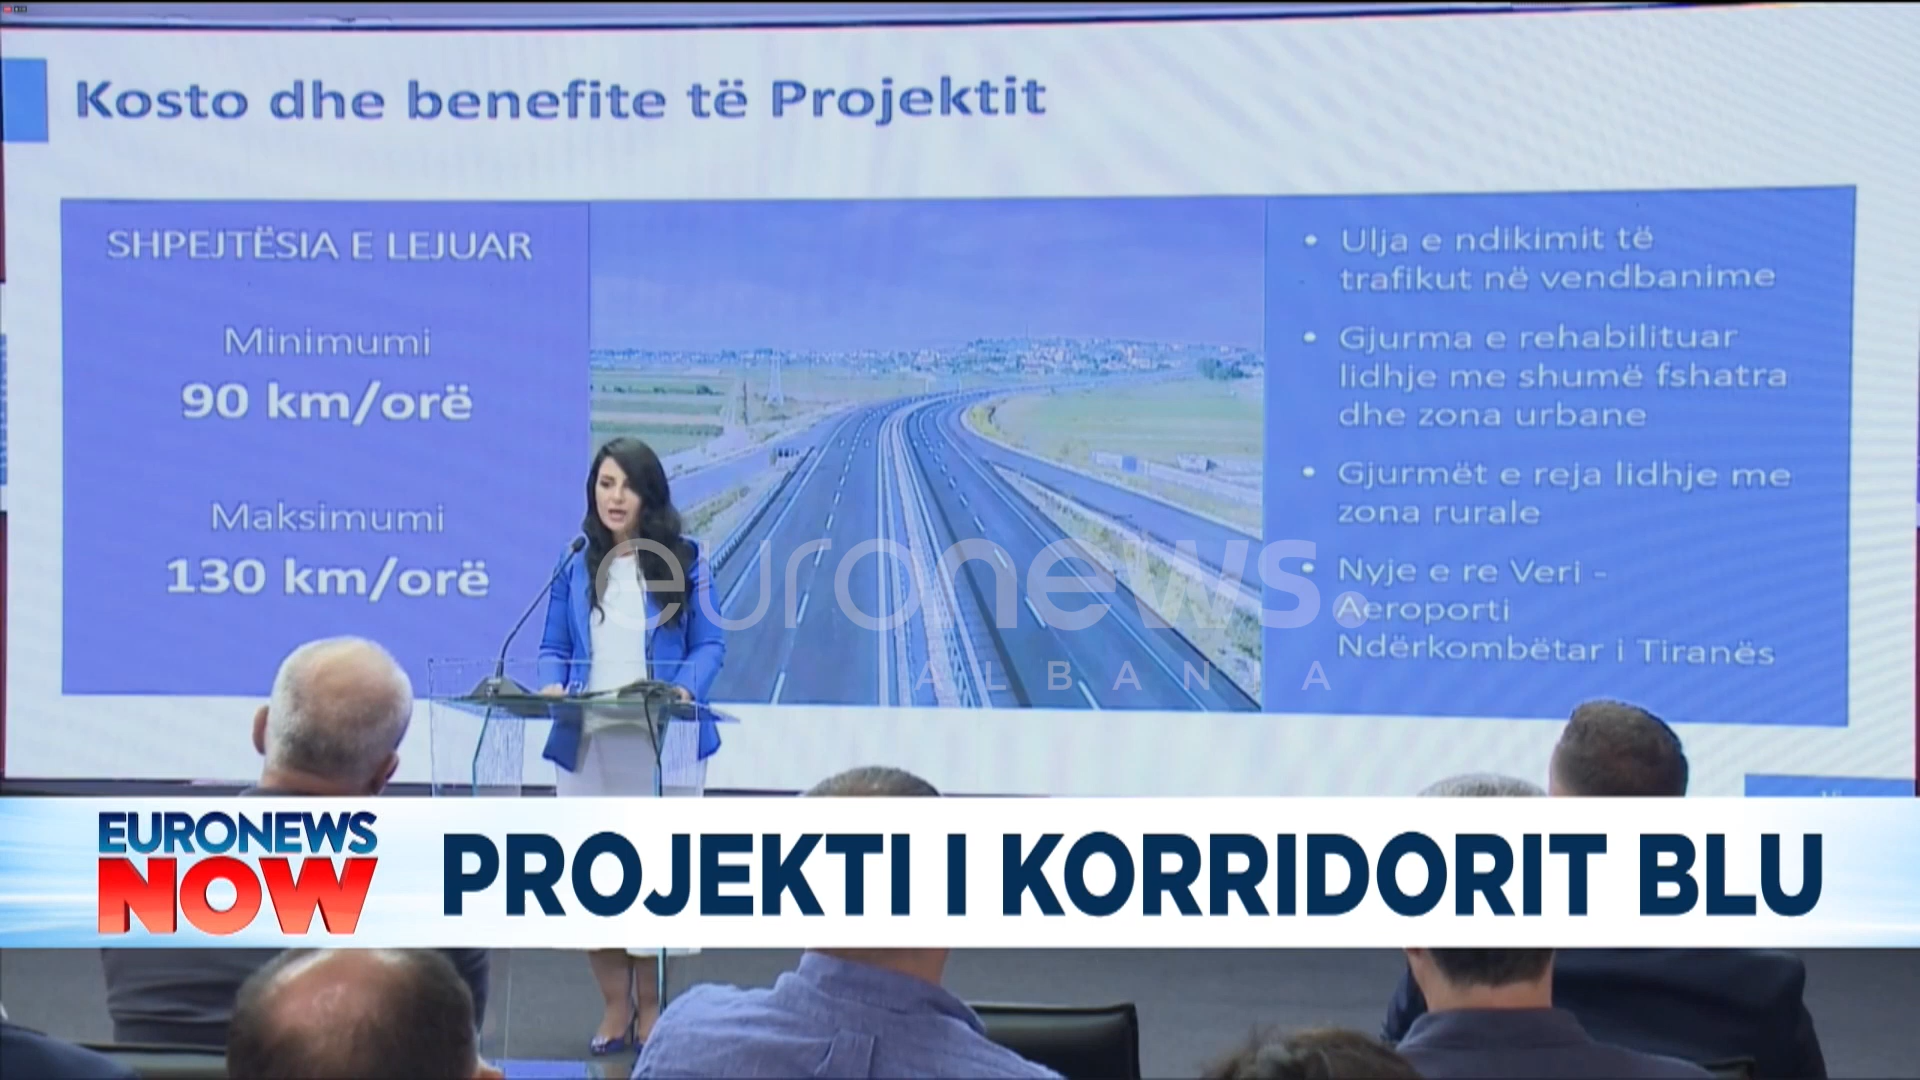 Kosto dhe benefite të Projektit
SHPEJTËSIA E LEJUAR
Minimumi
90 km/orë
Maksimumi
130 km/orë
• Ulja e ndikimit të
trafikut në vendbanime
• Gjurma e rehabilituar
lidhje me shumë fshatra
dhe zona urbane
• Gjurmët e reja lidhje me
zona rurale
• Nyje e re Veri -
Aeroporti
Ndërkombëtar i Tiranës
euronews.
ALBANIA
EURONEWS
NOW
PROJEKTI I KORRIDORIT BLU